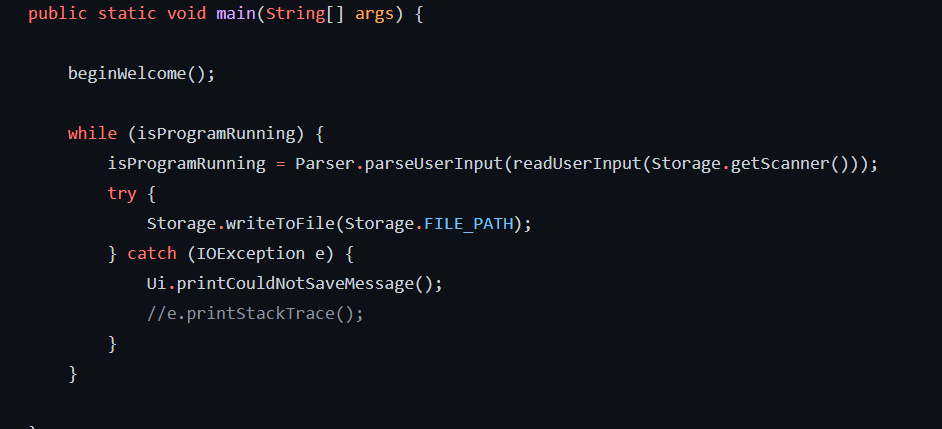 public static void main(String[] args) {
beginWelcome();
while (isProgramRunning) {
isProgramRunning = Parser.parseUserInput(readUserInput(Storage.getScanner()));
try {
Storage.writeToFile(Storage.FILE_PATH);
} catch (IOException e) {
Ui.printCouldNotSaveMessage();
//e.printStackTrace();
}
}